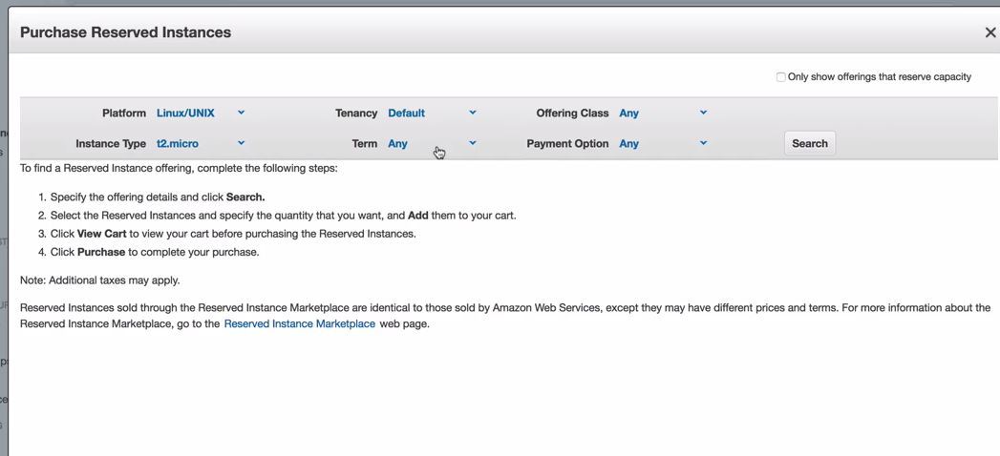 Purchase Reserved Instances
Only show offerings that reserve capacity
Platform Linux/UNIX Tenancy Default Offering Class Any
Instance Type t2.micro Term Any Payment Option Any Search
To find a Reserved Instance offering, complete the following steps:
1. Specify the offering details and click Search.
2. Select the Reserved Instances and specify the quantity that you want, and Add them to your cart.
3. Click View Cart to view your cart before purchasing the Reserved Instances.
4. Click Purchase to complete your purchase.
Note: Additional taxes may apply.
Reserved Instances sold through the Reserved Instance Marketplace are identical to those sold by Amazon Web Services, except they may have different prices and terms. For more information about the
Reserved Instance Marketplace, go to the Reserved Instance Marketplace web page.